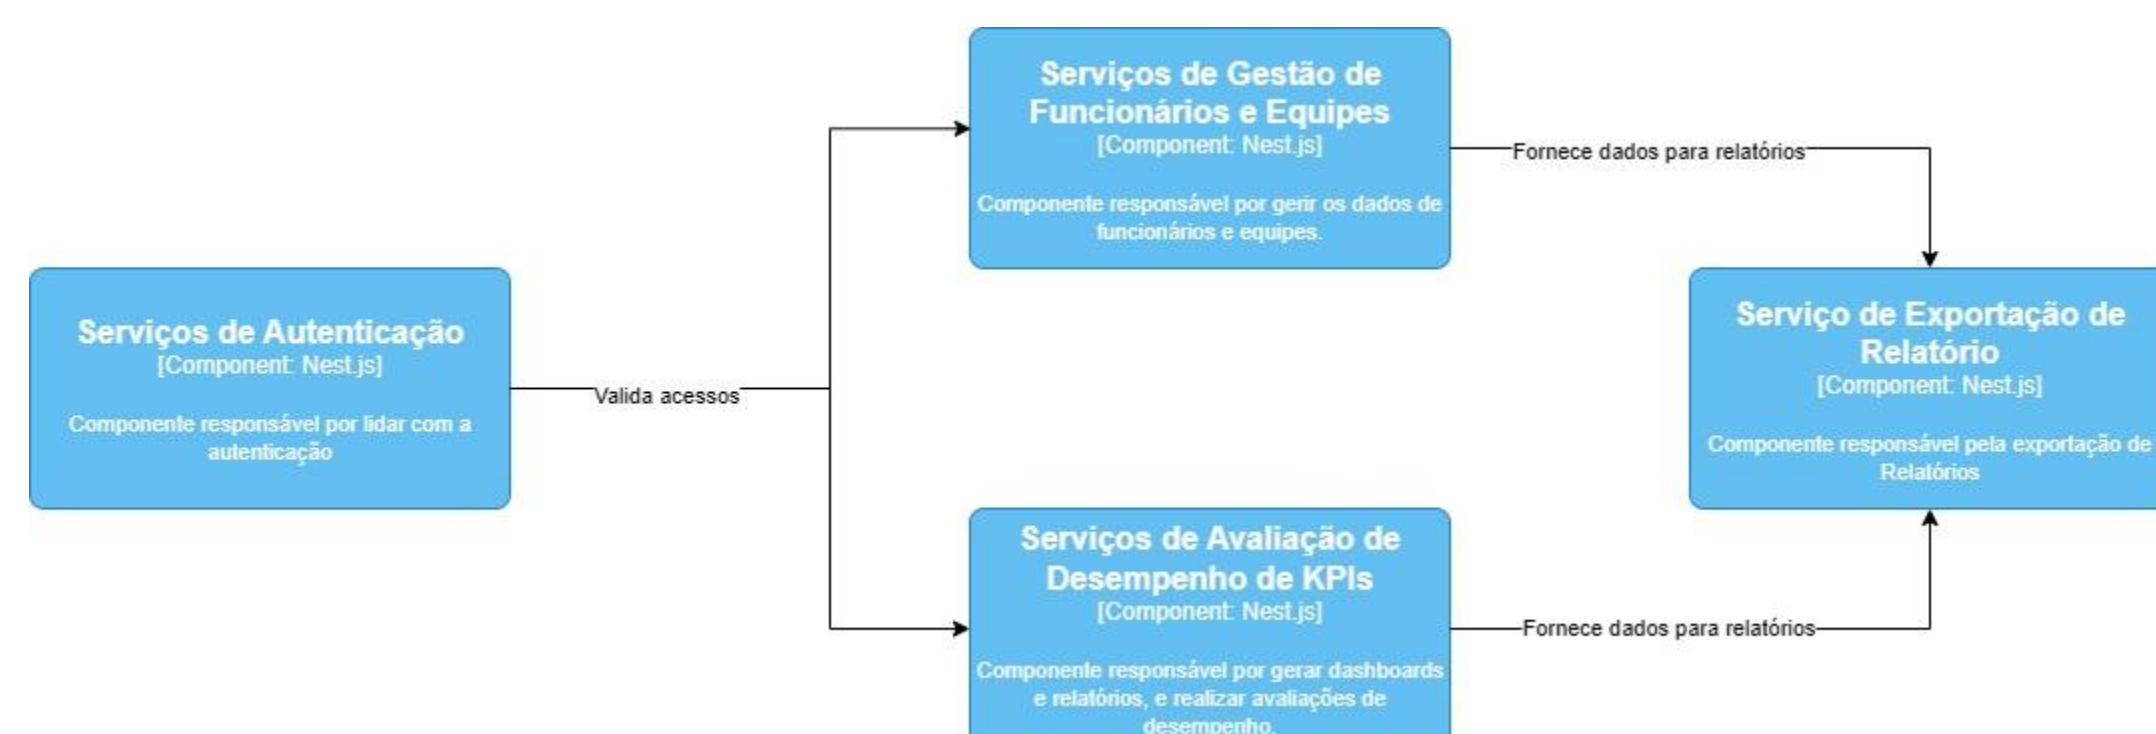 Serviços de Autenticação
[Component: Nest.js]
Componente responsável por lidar com a
autenticação
Valida acessos
Serviços de Gestão de
Funcionários e Equipes
[Component: Nest.js]
Componente responsável por gerir os dados de
funcionários e equipes.
Fornece dados para relatórios
Serviços de Avaliação de
Desempenho de KPIs
[Component: Nest.js]
Componente responsável por gerar dashboards
e relatórios, e realizar avaliações de
desempenho.
Fornece dados para relatórios
Serviço de Exportação de
Relatório
[Component: Nest.js]
Componente responsável pela exportação de
Relatórios